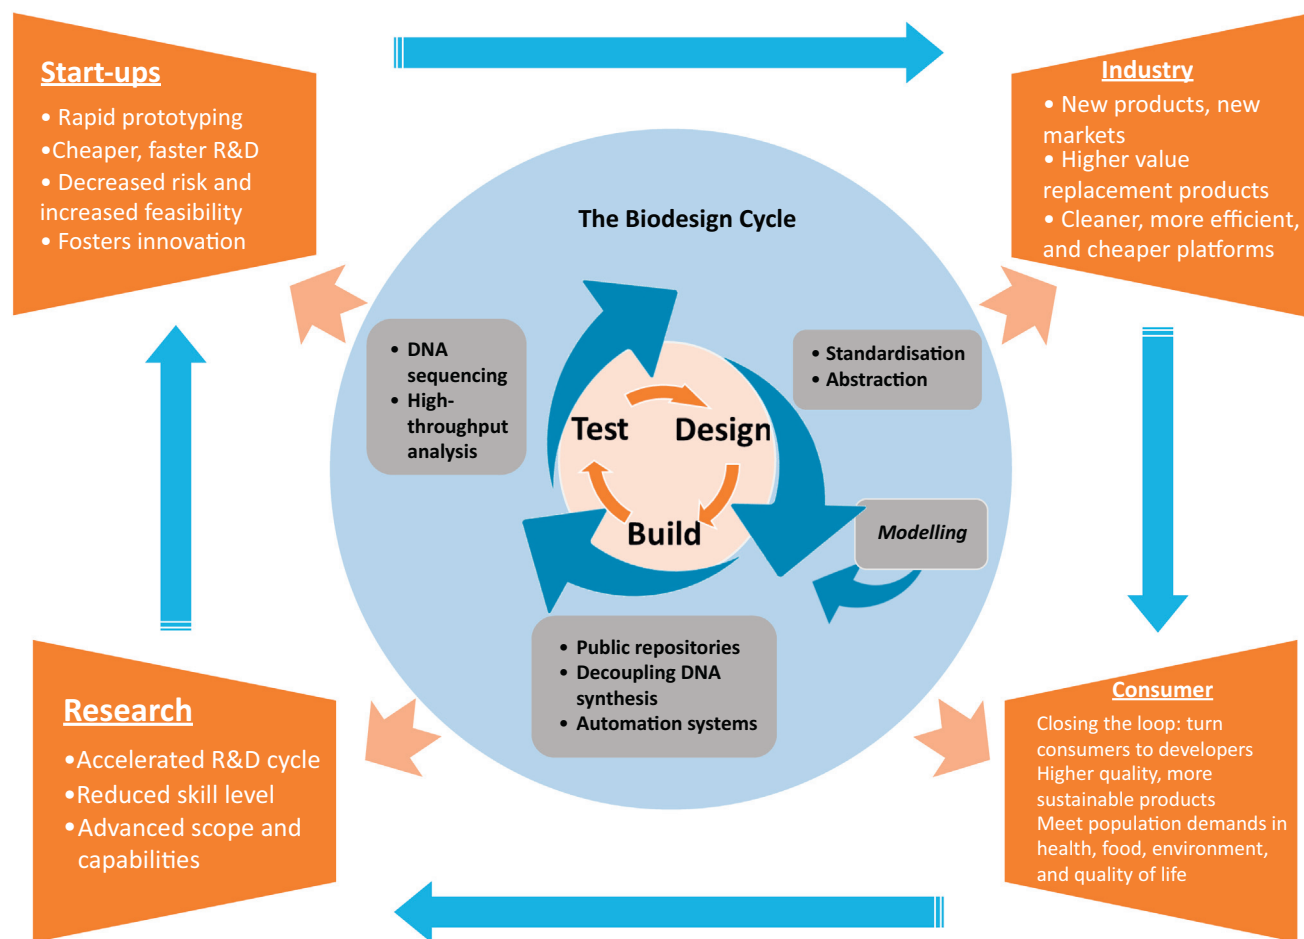 Start-ups
• Rapid prototyping
•Cheaper, faster R&D
• Decreased risk and
increased feasibility
• Fosters innovation
Industry
• New products, new
markets
• Higher value
replacement products
• Cleaner, more efficient,
and cheaper platforms
The Biodesign Cycle
• DNA
sequencing
• High-
throughput
analysis
• Standardisation
• Abstraction
Test
Design
Build
Modelling
• Public repositories
• Decoupling DNA
synthesis
• Automation systems
Research
•Accelerated R&D cycle
•Reduced skill level
•Advanced scope and
capabilities
Consumer
Closing the loop: turn
consumers to developers
Higher quality, more
sustainable products
Meet population demands in
health, food, environment,
and quality of life